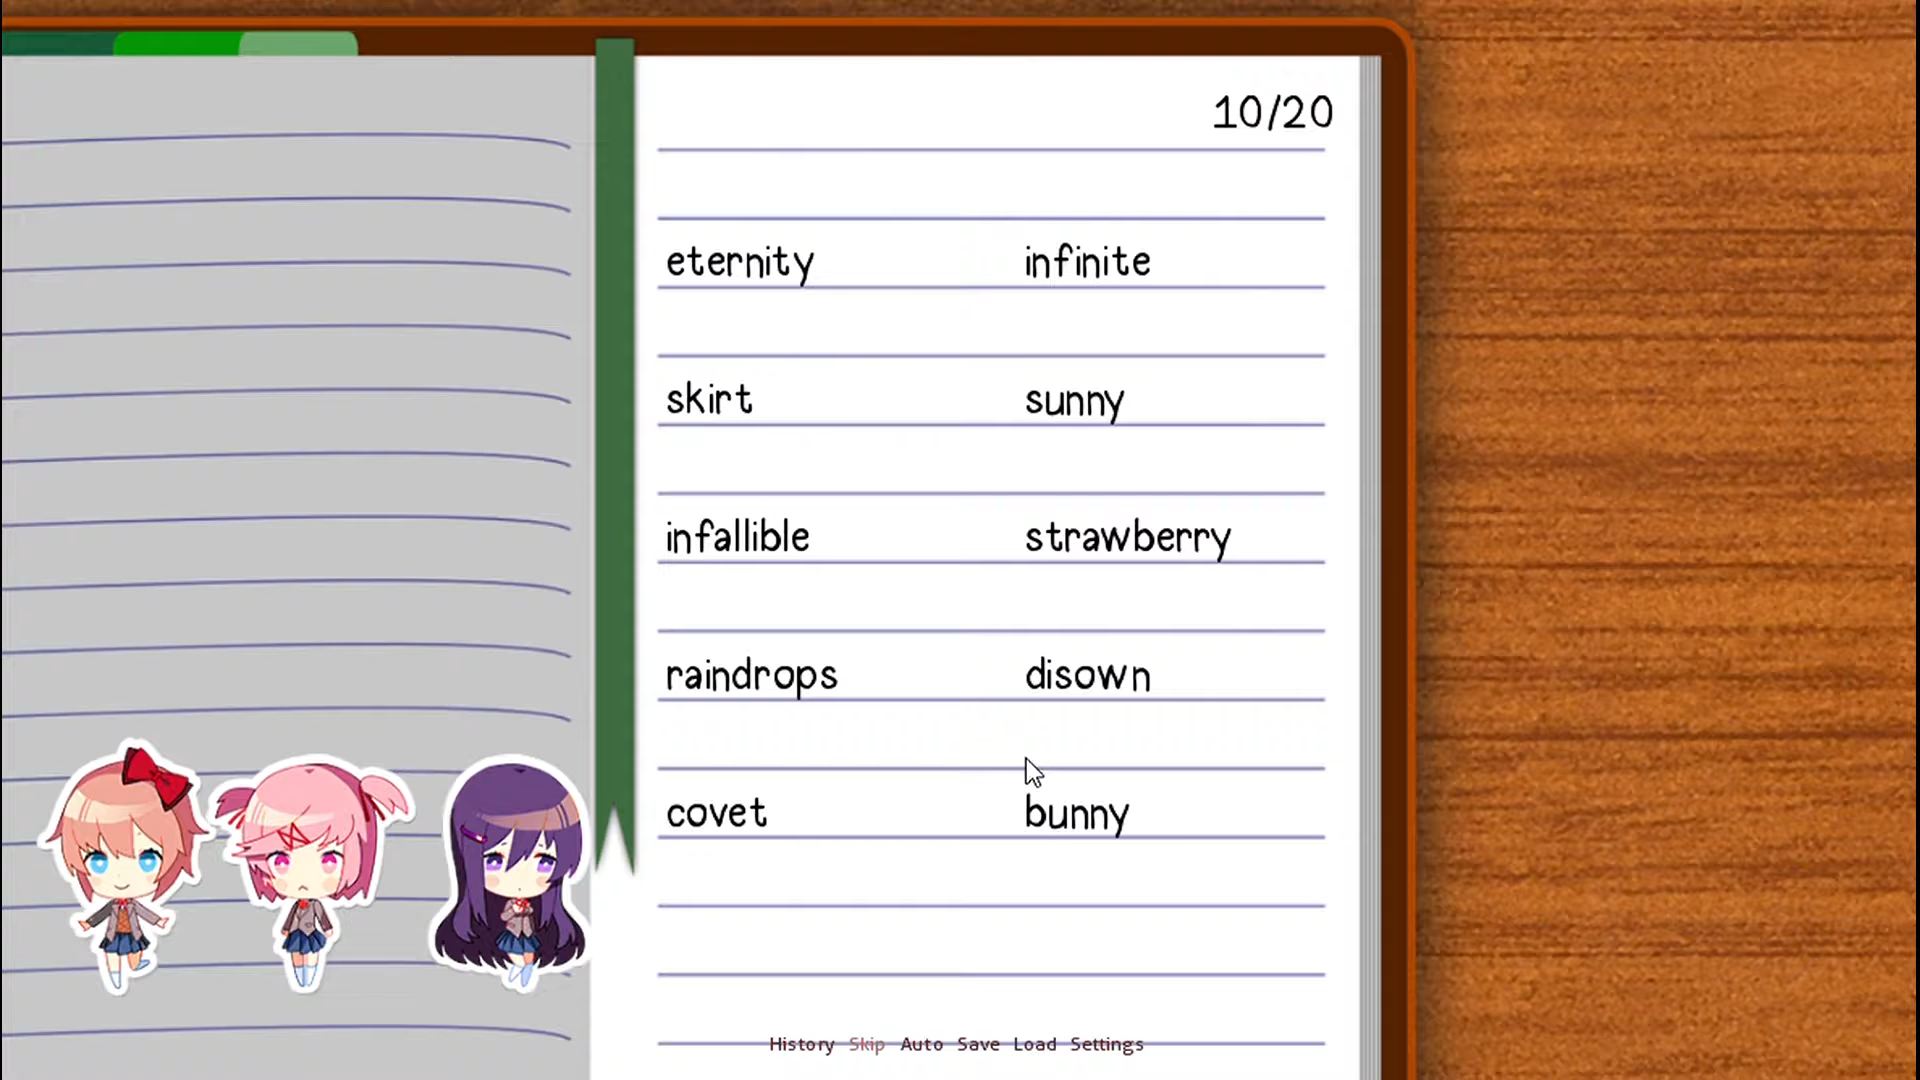 10/20
eternity infinite
skirt sunny
infallible strawberry
raindrops disown
covet bunny
History Skip Auto Save Load Settings